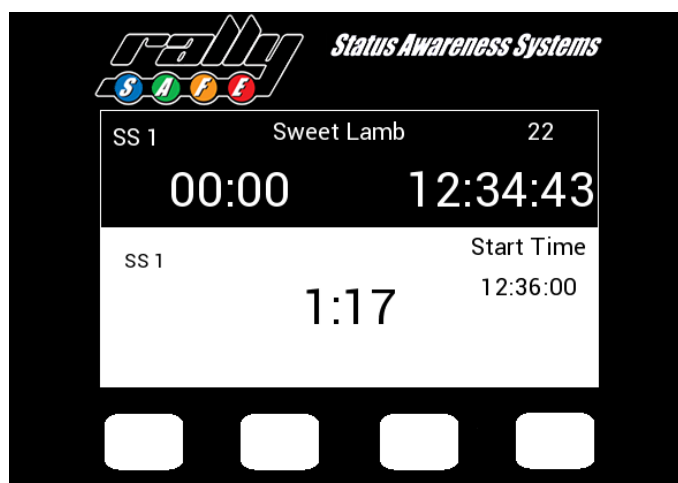 rally
SAFE
Status Awareness Systems
SS 1 Sweet Lamb 22
00:00 12:34:43
SS 1 Start Time
12:36:00
1:17